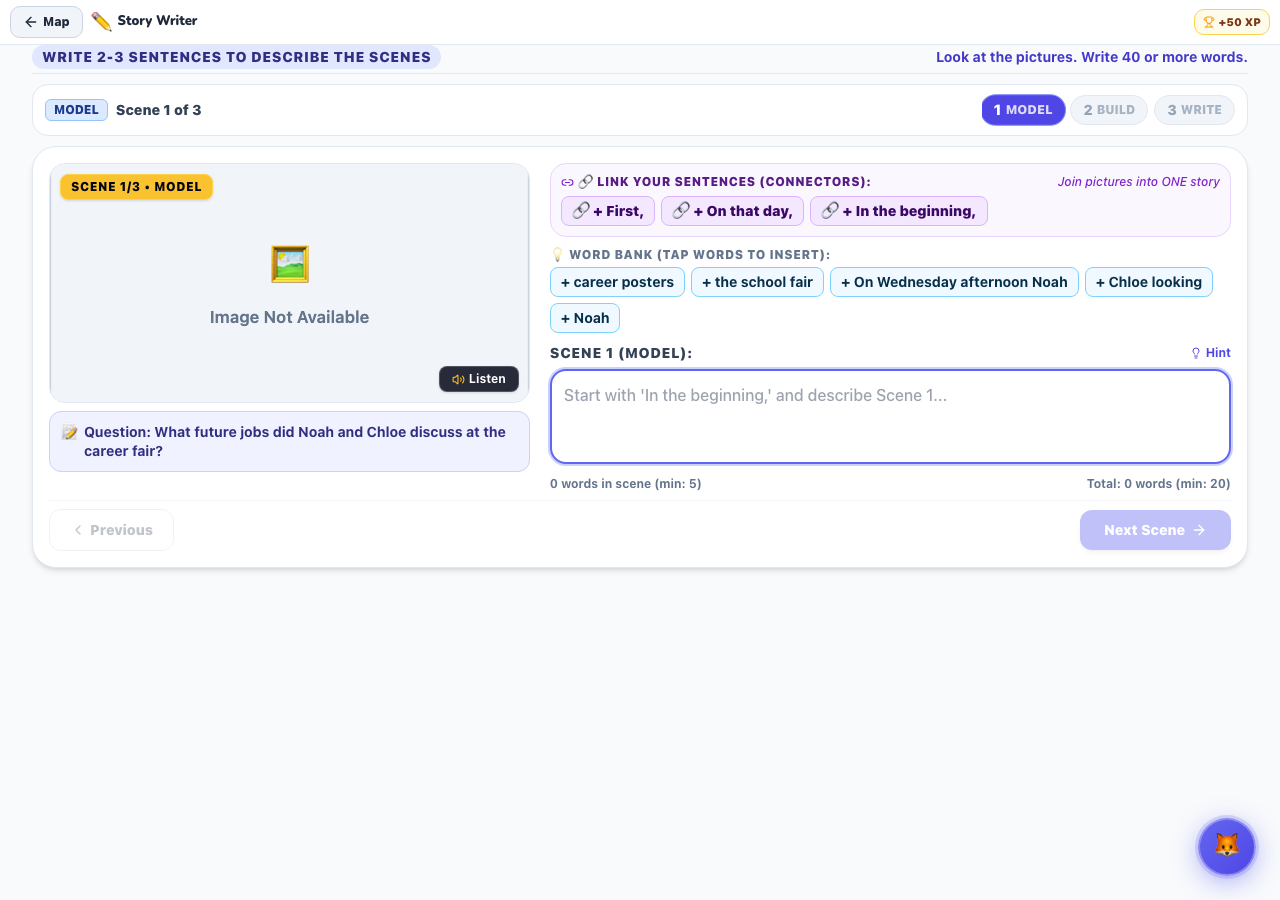 Map
Story Writer
+50 XP
WRITE 2-3 SENTENCES TO DESCRIBE THE SCENES
Look at the pictures. Write 40 or more words.
MODEL
Scene 1 of 3
1 MODEL
2 BUILD
3 WRITE
SCENE 1/3 • MODEL
Image Not Available
Listen
Question: What future jobs did Noah and Chloe discuss at the
career fair?
LINK YOUR SENTENCES (CONNECTORS):
Join pictures into ONE story
+ First,
+ On that day,
+ In the beginning,
WORD BANK (TAP WORDS TO INSERT):
+ career posters
+ the school fair
+ On Wednesday afternoon Noah
+ Chloe looking
+ Noah
SCENE 1 (MODEL):
Hint
Start with 'In the beginning,' and describe Scene 1...
0 words in scene (min: 5)
Total: 0 words (min: 20)
Previous
Next Scene